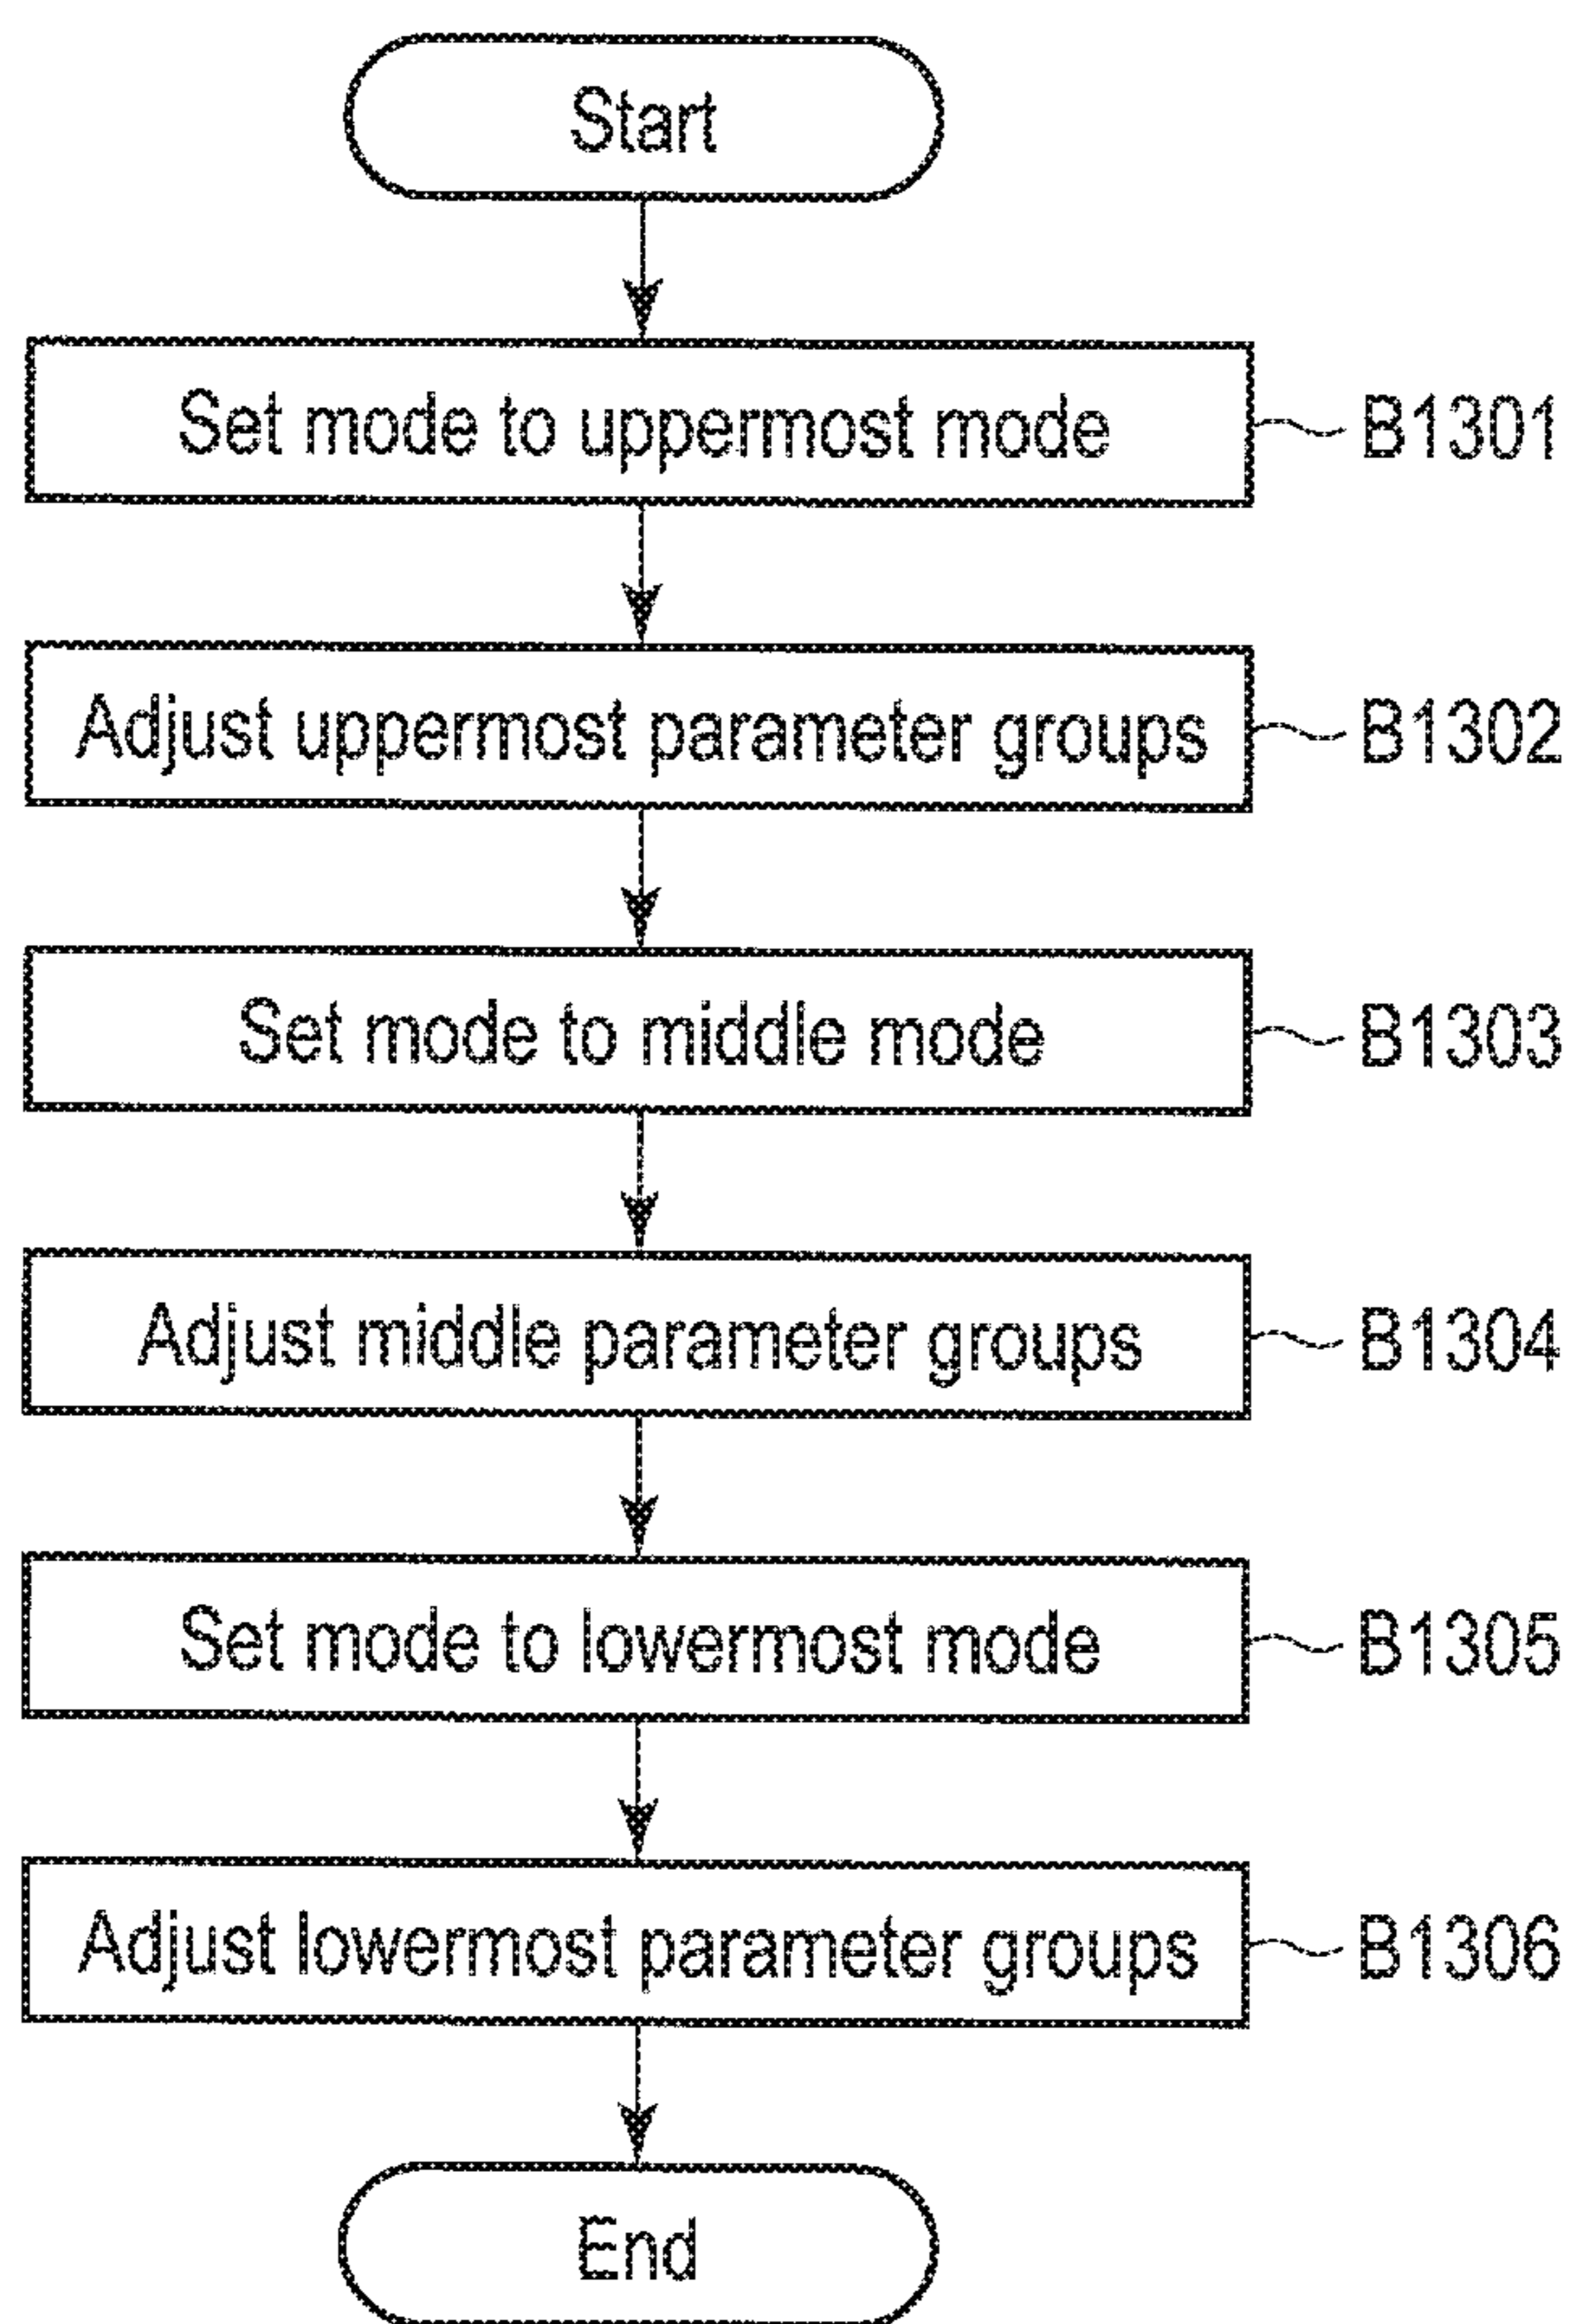 Start
Set mode to uppermost mode
B1301
Adjust uppermost parameter groups
B1302
Set mode to middle mode
B1303
Adjust middle parameter groups
B1304
Set mode to lowermost mode
B1305
Adjust lowermost parameter groups
B1306
End